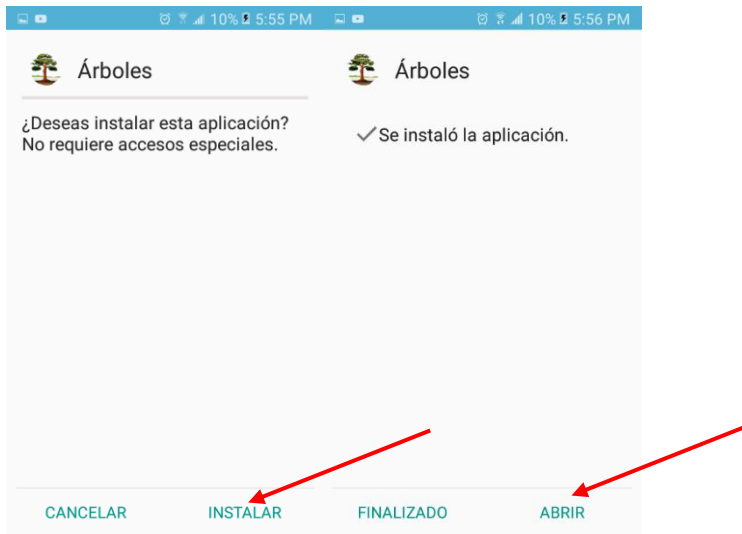 10% 5:55 PM
Árboles
¿Deseas instalar esta aplicación?
No requiere accesos especiales.
CANCELAR INSTALAR
10% 5:56 PM
Árboles
Se instaló la aplicación.
FINALIZADO ABRIR